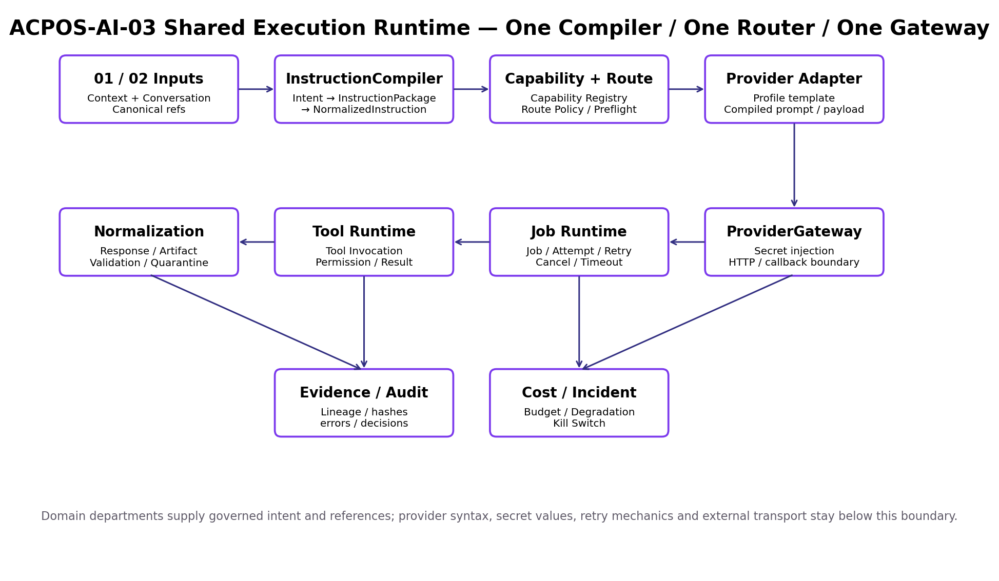 ACPOS-AI-03 Shared Execution Runtime — One Compiler / One Router / One Gateway
01 / 02 Inputs
Context + Conversation
Canonical refs
InstructionCompiler
Intent → InstructionPackage
→ NormalizedInstruction
Capability + Route
Capability Registry
Route Policy / Preflight
Provider Adapter
Profile template
Compiled prompt / payload
Normalization
Response / Artifact
Validation / Quarantine
Tool Runtime
Tool Invocation
Permission / Result
Job Runtime
Job / Attempt / Retry
Cancel / Timeout
ProviderGateway
Secret injection
HTTP / callback boundary
Evidence / Audit
Lineage / hashes
errors / decisions
Cost / Incident
Budget / Degradation
Kill Switch
Domain departments supply governed intent and references; provider syntax, secret values, retry mechanics and external transport stay below this boundary.